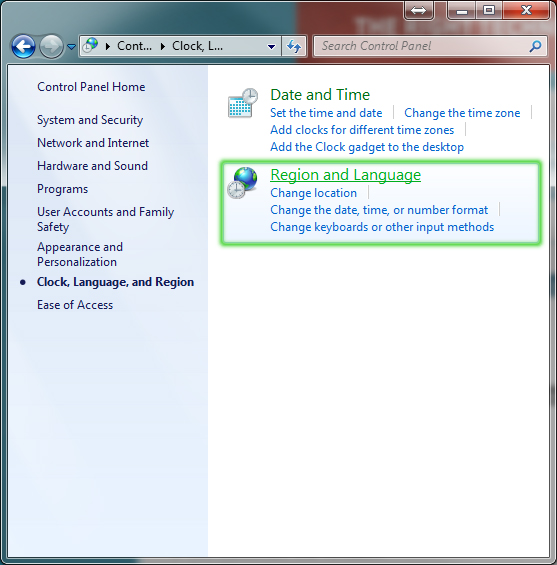 Cont...
Clock, L...
Search Control Panel
Control Panel Home
System and Security
Network and Internet
Hardware and Sound
Programs
User Accounts and Family
Safety
Appearance and
Personalization
Clock, Language, and Region
Ease of Access
Date and Time
Set the time and date
Change the time zone
Add clocks for different time zones
Add the Clock gadget to the desktop
Region and Language
Change location
Change the date, time, or number format
Change keyboards or other input methods